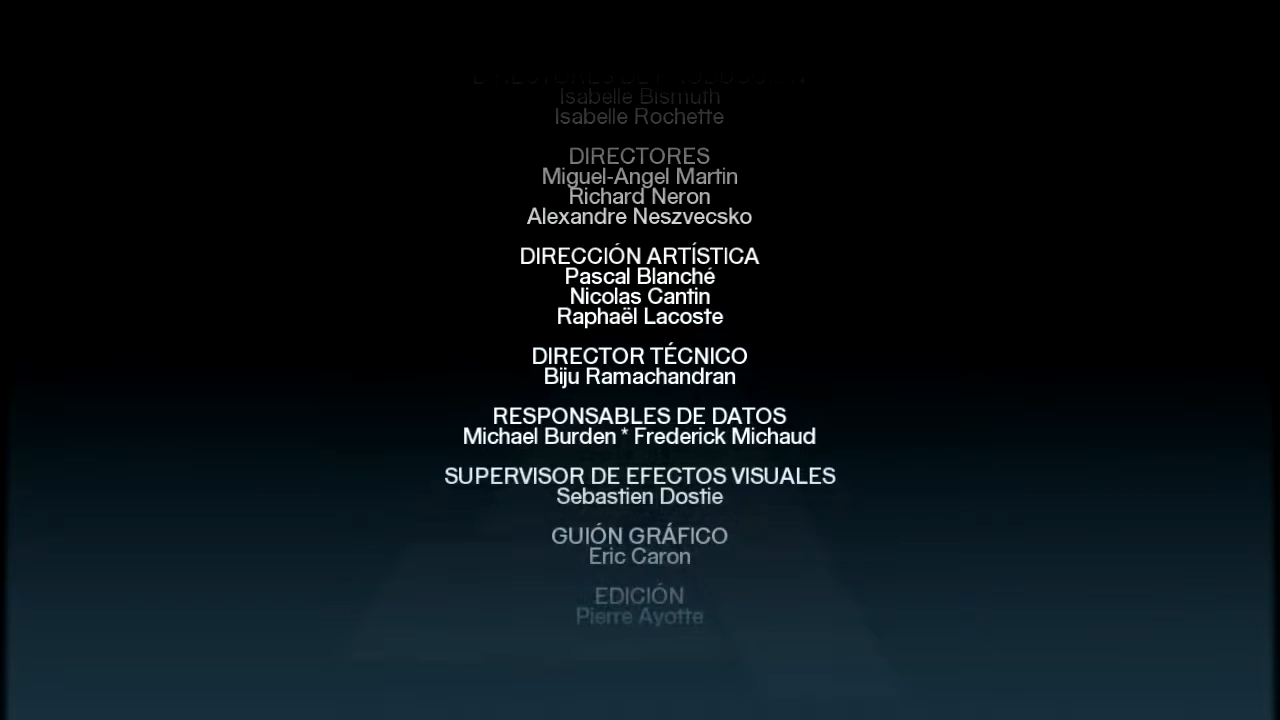 Isabelle Bismuth
Isabelle Rochette
DIRECTORES
Miguel-Angel Martin
Richard Neron
Alexandre Neszvecsko
DIRECCIÓN ARTÍSTICA
Pascal Blanché
Nicolas Cantin
Raphaël Lacoste
DIRECTOR TÉCNICO
Biju Ramachandran
RESPONSABLES DE DATOS
Michael Burden * Frederick Michaud
SUPERVISOR DE EFECTOS VISUALES
Sebastien Dostie
GUIÓN GRÁFICO
Eric Caron
EDICIÓN
Pierre Ayotte